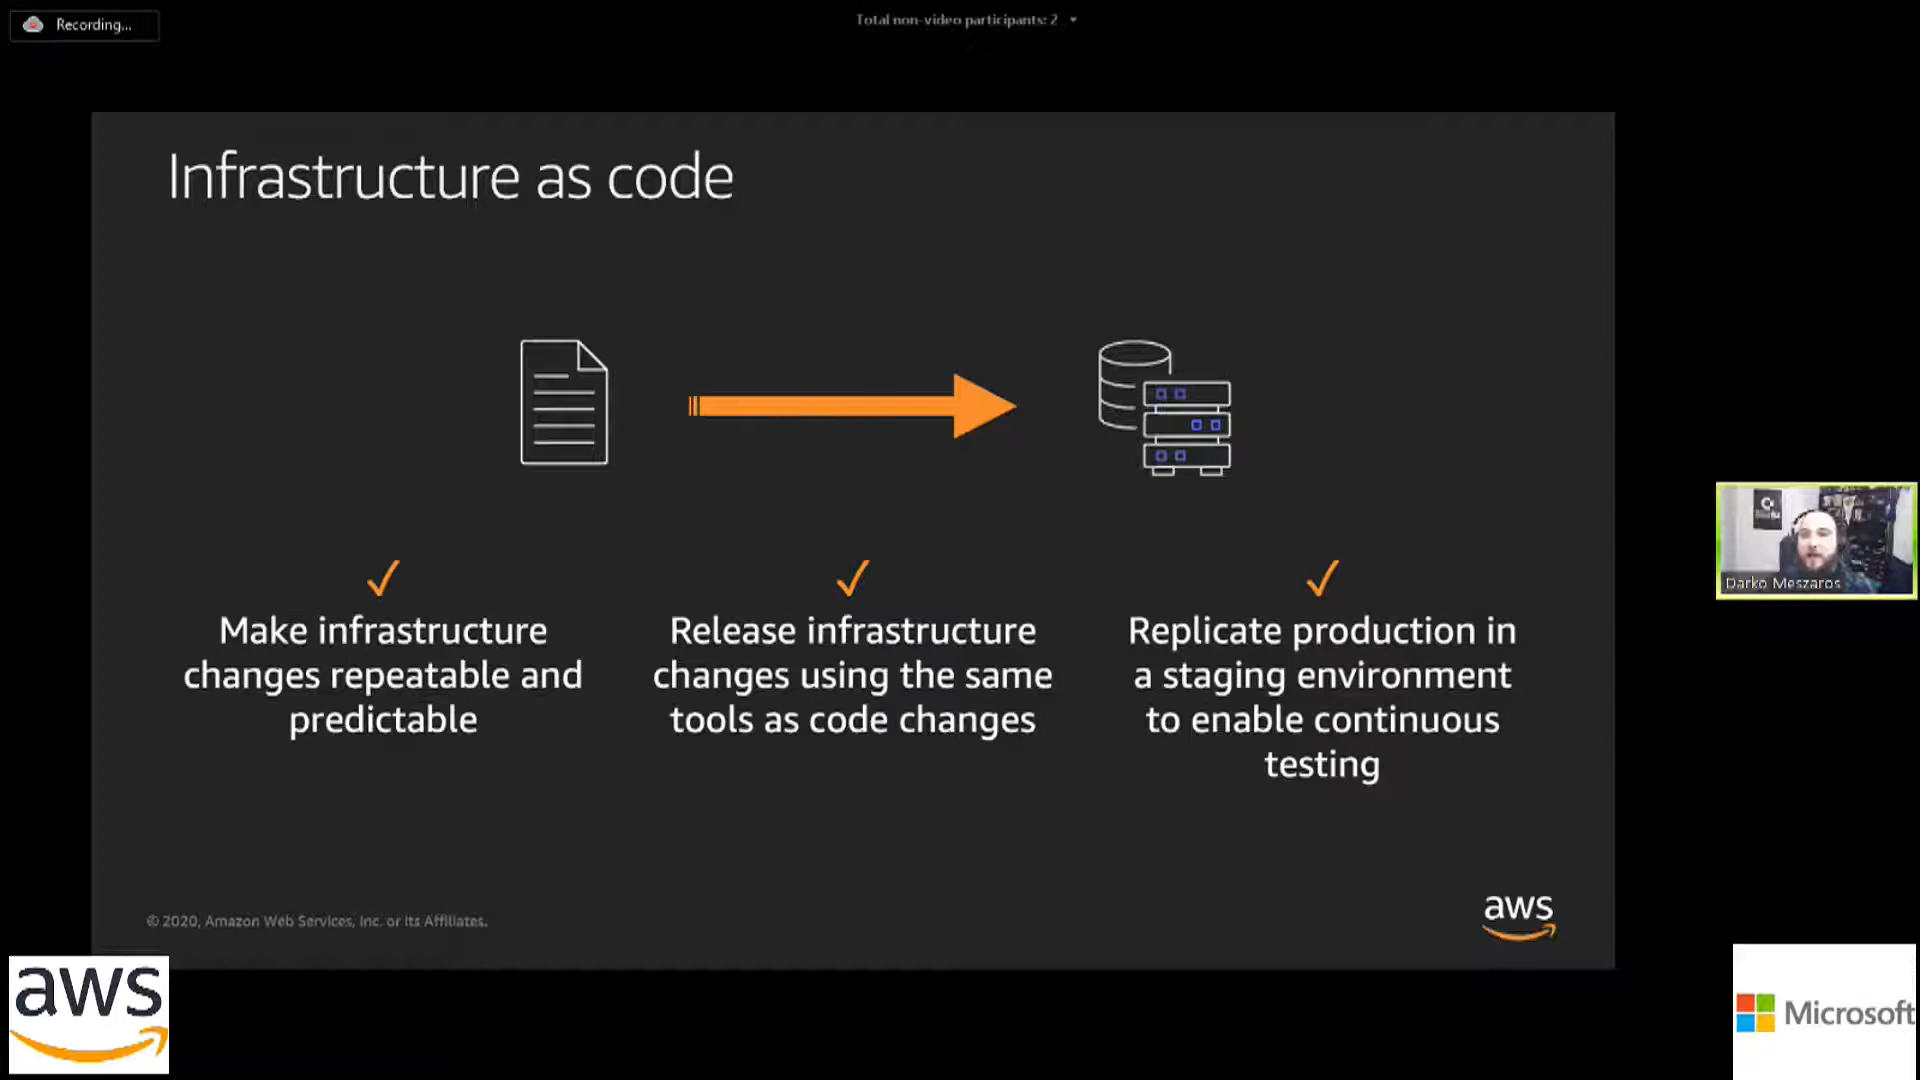 Recording...
Total non-video participants: 2
Infrastructure as code
Make infrastructure
changes repeatable and
predictable
Release infrastructure
changes using the same
tools as code changes
Replicate production in
a staging environment
to enable continuous
testing
Darko Meszaros
© 2020, Amazon Web Services, Inc. or its Affiliates.
aws
aws
Microsoft